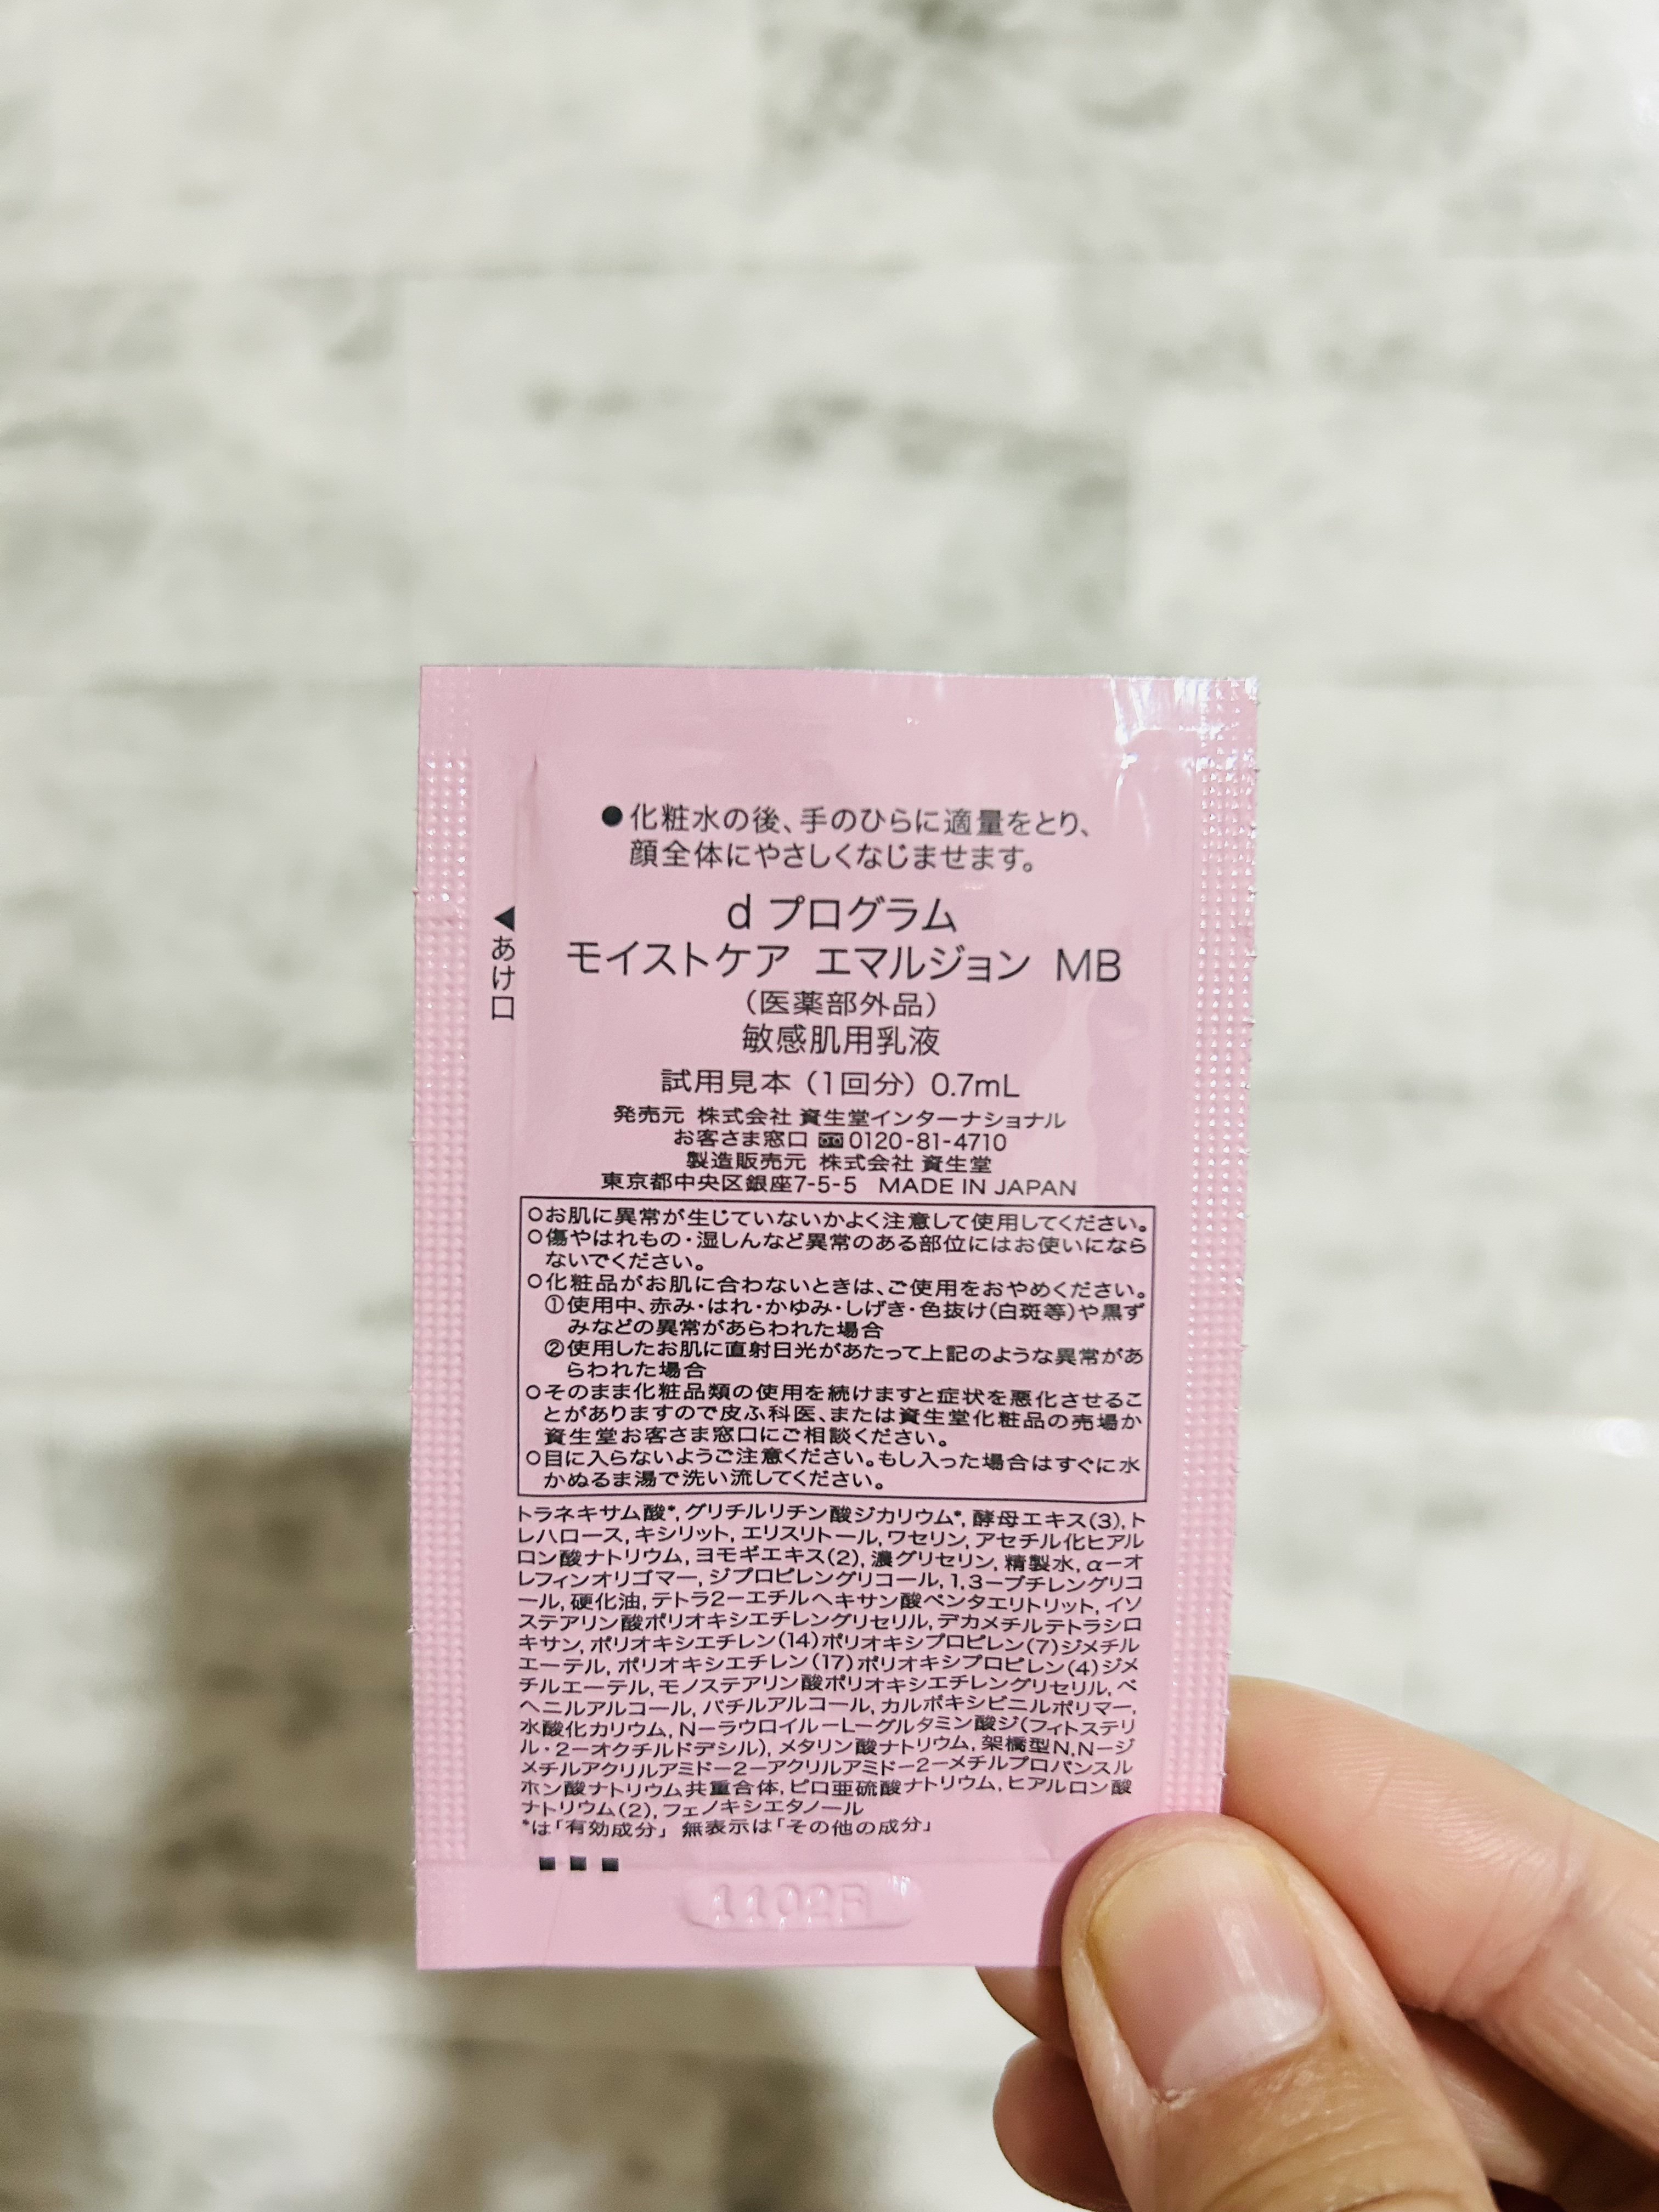 ●化粧水の後、手のひらに適量をとり、
顔全体にやさしくなじませます。
◀あけ口
d プログラム
モイストケア エマルジョン MB
（医薬部外品）
敏感肌用乳液
試用見本（1回分）0.7mL
発売元 株式会社 資生堂インターナショナル
お客さま窓口 0120-81-4710
製造販売元 株式会社 資生堂
東京都中央区銀座7-5-5 MADE IN JAPAN
○お肌に異常が生じていないかよく注意して使用してください。
○傷やはれもの・湿しんなど異常のある部位にはお使いになら
ないでください。
○化粧品がお肌に合わないときは、ご使用をおやめください。
①使用中、赤み・はれ・かゆみ・しげき・色抜け(白斑等)や黒ず
みなどの異常があらわれた場合
②使用したお肌に直射日光があたって上記のような異常があ
らわれた場合
○そのまま化粧品類の使用を続けますと症状を悪化させるこ
とがありますので皮ふ科医、または資生堂化粧品の売場か
資生堂お客さま窓口にご相談ください。
○目に入らないようご注意ください。もし入った場合はすぐに水
かぬるま湯で洗い流してください。
トラネキサム酸*, グリチルリチン酸ジカリウム*, 酵母エキス(3), ト
レハロース, キシリット, エリスリトール, ワセリン, アセチル化ヒアル
ロン酸ナトリウム, ヨモギエキス(2), 濃グリセリン, 精製水, α－オ
レフィンオリゴマー, ジプロピレングリコール, 1,3－ブチレングリコ
ール, 硬化油, テトラ2－エチルヘキサン酸ペンタエリトリット, イソ
ステアリン酸ポリオキシエチレングリセリル, デカメチルテトラシロ
キサン, ポリオキシエチレン(14)ポリオキシプロピレン(7)ジメチル
エーテル, ポリオキシエチレン(17)ポリオキシプロピレン(4)ジメ
チルエーテル, モノステアリン酸ポリオキシエチレングリセリル, ベ
ヘニルアルコール, バチルアルコール, カルボキシビニルポリマー,
水酸化カリウム, N－ラウロイル－L－グルタミン酸ジ(フィトステリ
ル・2－オクチルドデシル), メタリン酸ナトリウム, 架橋型N,N－ジ
メチルアクリルアミド－2－アクリルアミド－2－メチルプロパンスル
ホン酸ナトリウム共重合体, ピロ亜硫酸ナトリウム, ヒアルロン酸
ナトリウム(2), フェノキシエタノール
*は「有効成分」 無表示は「その他の成分」
1102R